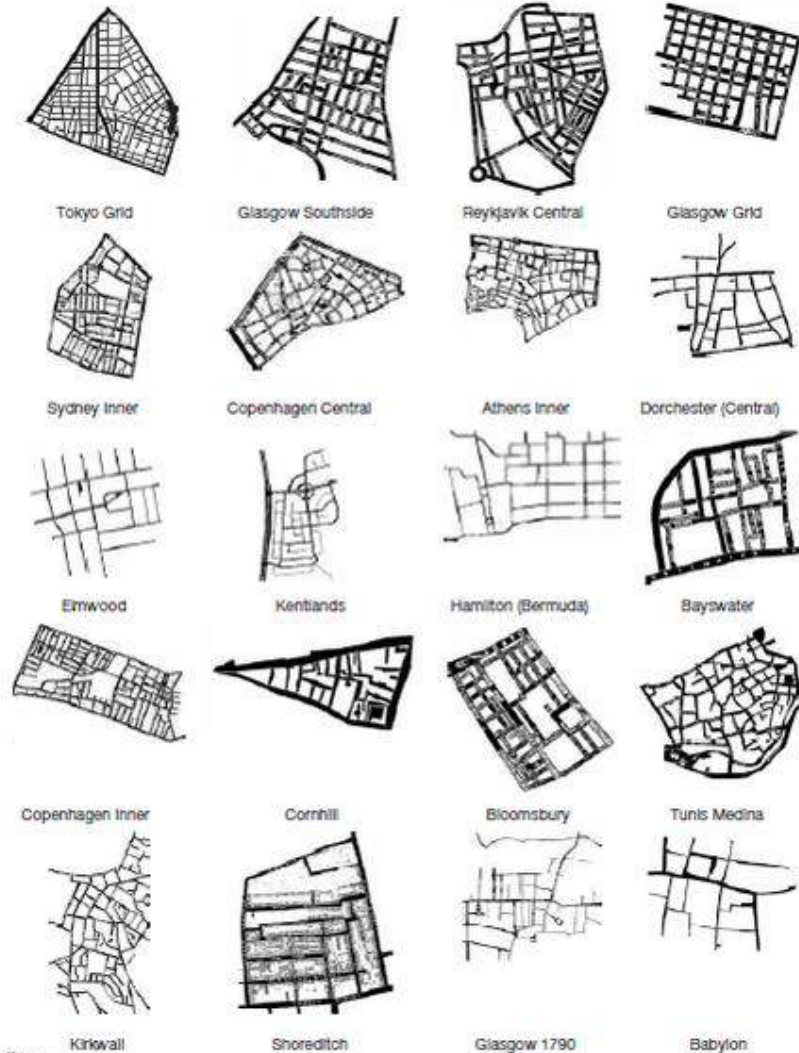 Tokyo Grid Glasgow Southside Reykjavik Central Glasgow Grid
Sydney Inner Copenhagen Central Athens Inner Dorchester (Central)
Elmwood Kentlands Hamilton (Bermuda) Bayswater
Copenhagen Inner Cornhill Bloomsbury Tunis Medina
Kirkwall Shoreditch Glasgow 1790 Babylon